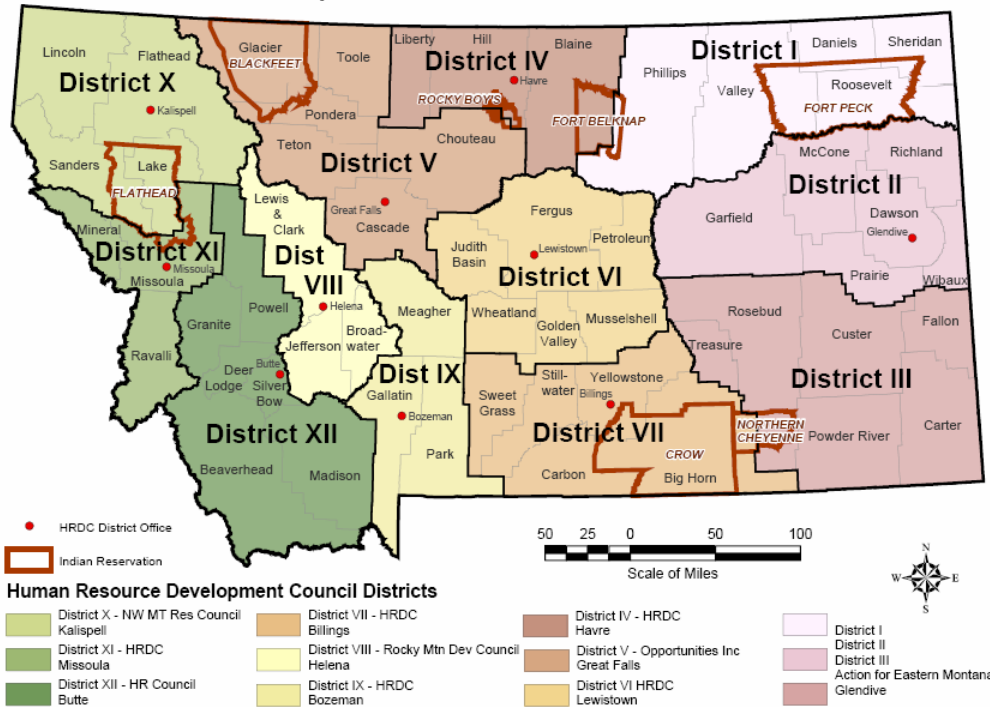 Lincoln
Flathead
District X
Kalispell
Sanders
Lake
FLATHEAD
Glacier
BLACKFEET
Toole
Pondera
Teton
Chouteau
District V
Great Falls
Cascade
Liberty
Hill
Blaine
District IV
Havre
ROCKY BOYS
FORT BELKNAP
District I
Daniels
Sheridan
Phillips
Valley
Roosevelt
FORT PECK
McCone
Richland
District II
Garfield
Dawson
Glendive
Prairie
Wibaux
Mineral
District XI
Missoula
Missoula
Ravalli
Lewis
&
Clark
Dist
VIII
Helena
Jefferson
Broad-
water
Powell
Granite
Deer
Lodge
Butte
Silver
Bow
District XII
Beaverhead
Madison
Meagher
Dist IX
Gallatin
Bozeman
Park
Fergus
Judith
Basin
Lewistown
Petroleum
District VI
Wheatland
Golden
Valley
Musselshell
Sweet
Grass
Still-
water
Yellowstone
Billings
District VII
Carbon
CROW
Big Horn
NORTHERN
CHEYENNE
Rosebud
Treasure
Custer
Fallon
District III
Powder River
Carter
HRDC District Office
Indian Reservation
50 25 0 50 100
Scale of Miles
N
W E
S
Human Resource Development Council Districts
District X - NW MT Res Council
Kalispell
District XI - HRDC
Missoula
District XII - HR Council
Butte
District VII - HRDC
Billings
District VIII - Rocky Mtn Dev Council
Helena
District IX - HRDC
Bozeman
District IV - HRDC
Havre
District V - Opportunities Inc
Great Falls
District VI HRDC
Lewistown
District I
District II
District III
Action for Eastern Montana
Glendive